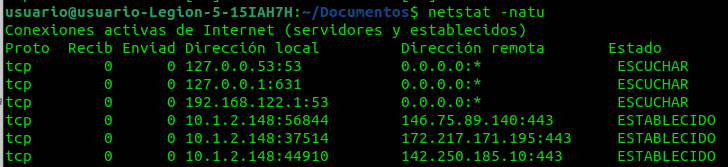 usuario@usuario-Legion-5-15IAH7H:~/Documentos$ netstat -natu
Conexiones activas de Internet (servidores y establecidos)
Proto  Recib Enviad Dirección local         Dirección remota       Estado
tcp        0      0 127.0.0.53:53           0.0.0.0:*               ESCUCHAR
tcp        0      0 127.0.0.1:631           0.0.0.0:*               ESCUCHAR
tcp        0      0 192.168.122.1:53        0.0.0.0:*               ESCUCHAR
tcp        0      0 10.1.2.148:56844        146.75.89.140:443       ESTABLECIDO
tcp        0      0 10.1.2.148:37514        172.217.171.195:443     ESTABLECIDO
tcp        0      0 10.1.2.148:44910        142.250.185.10:443      ESTABLECIDO